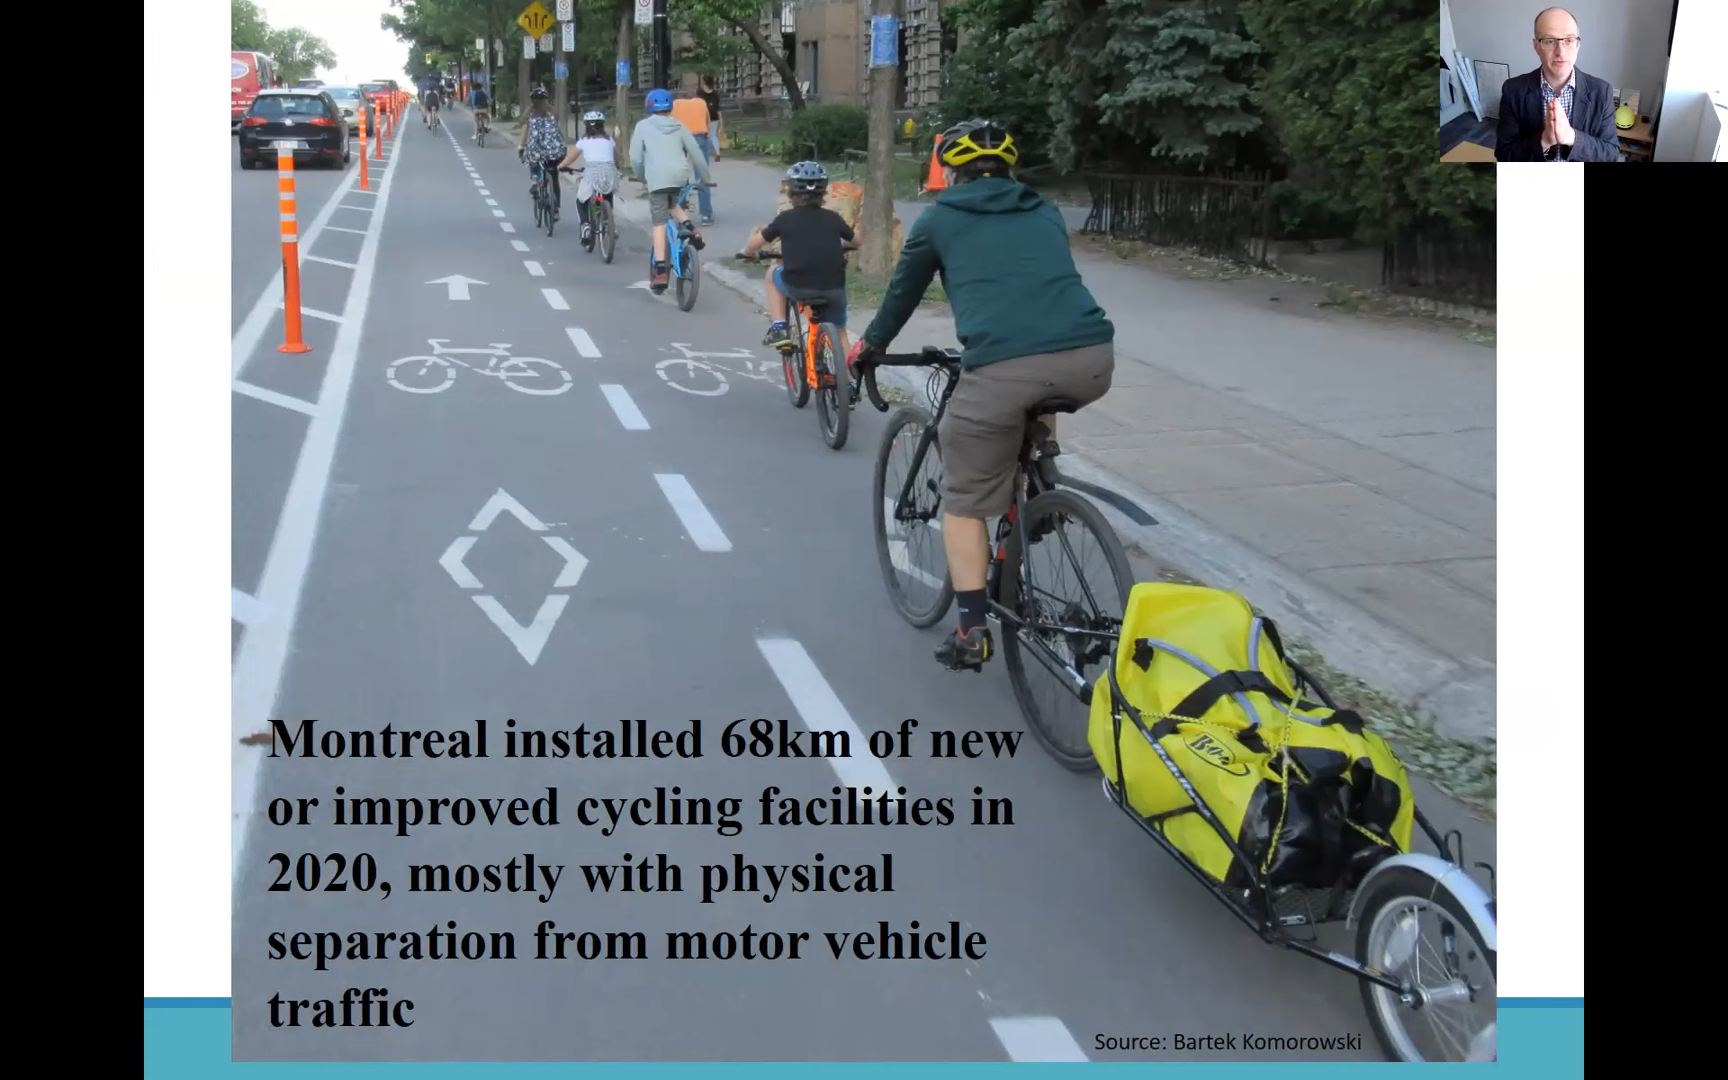 Montreal installed 68km of new
or improved cycling facilities in
2020, mostly with physical
separation from motor vehicle
traffic
Source: Bartek Komorowski